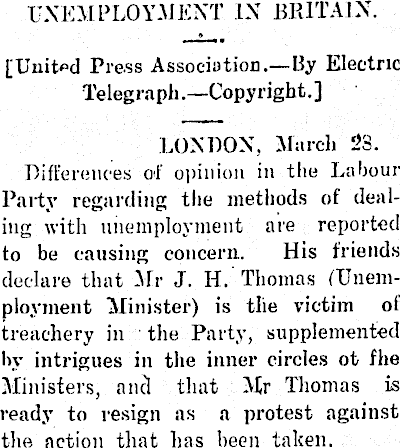 UNEMPLOYMENT IN BRITAIN.
[United Press Association.—By Electric
Telegraph.—Copyright.]
LONDON, March 28.
Differences of opinion in the Labour
Party regarding the methods of deal-
ing with unemployment are reported
to be causing concern. His friends
declare that Mr J. H. Thomas (Unem-
ployment Minister) is the victim of
treachery in the Party, supplemented
by intrigues in the inner circles ot fhe
Ministers, and that Mr Thomas is
ready to resign as a protest against
the action that has been taken.